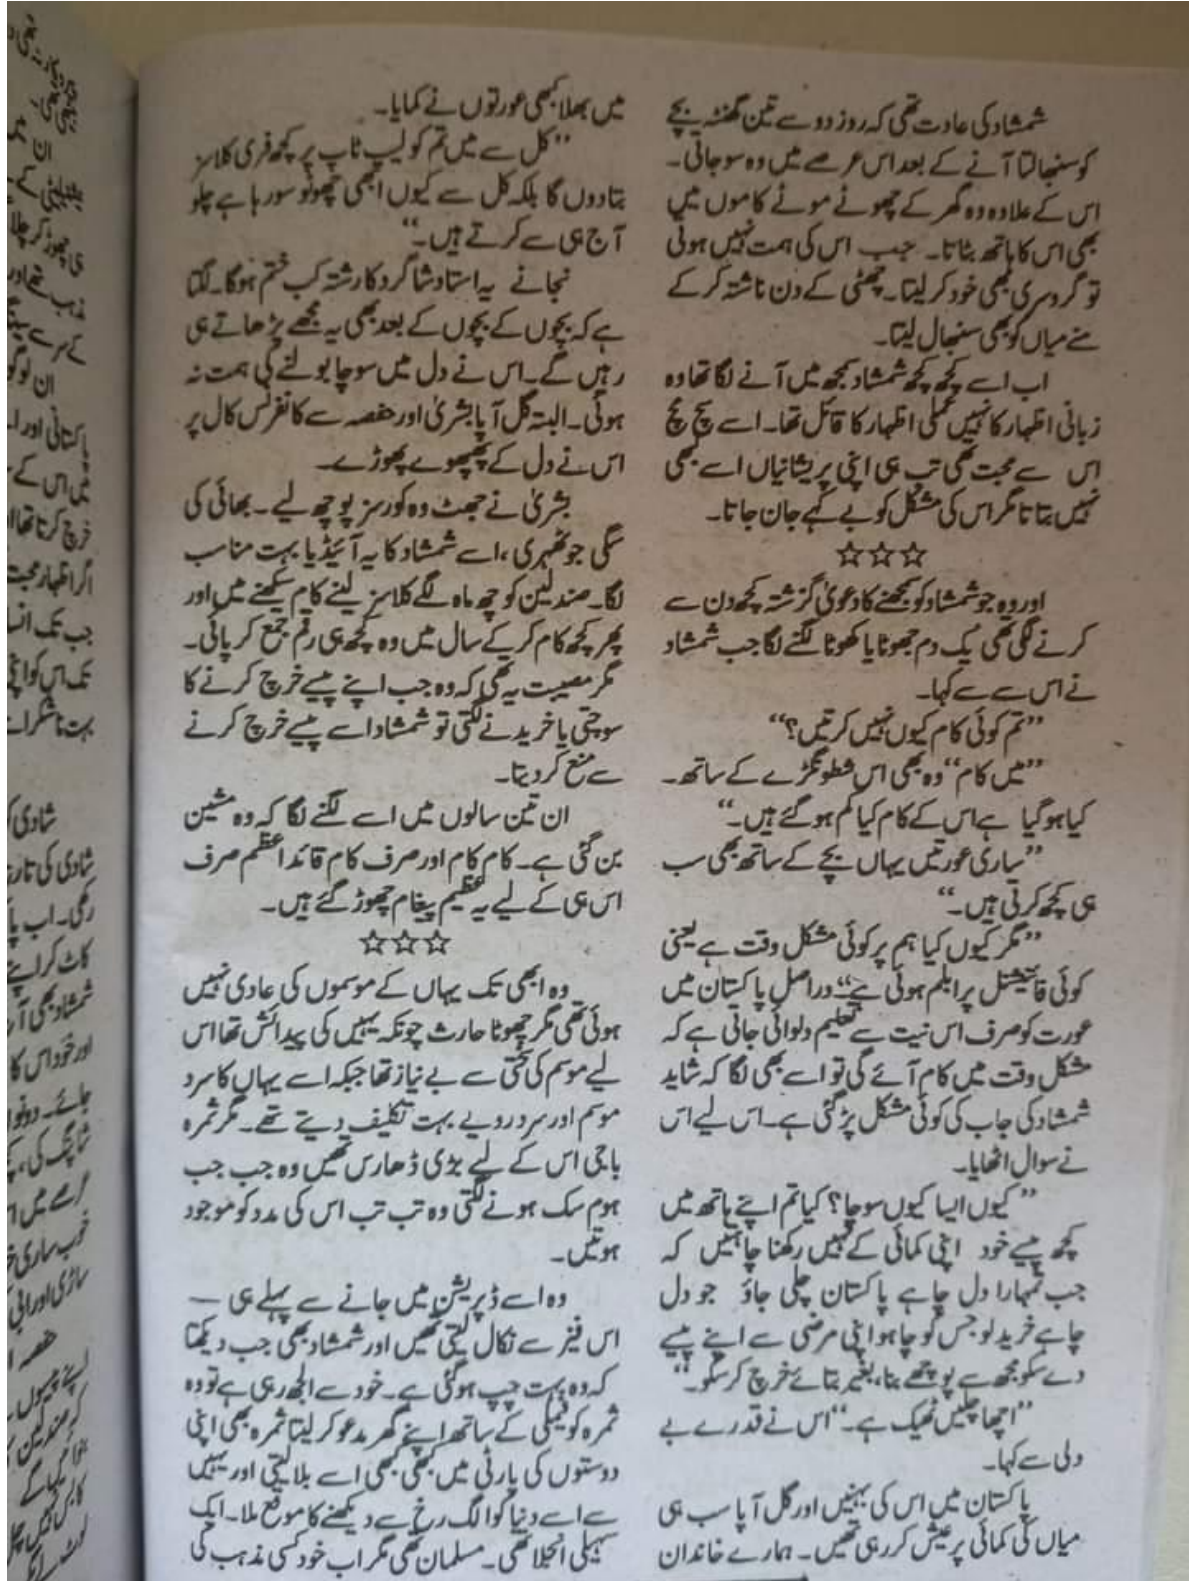 شمشاد کی عادت تھی کہ روز دو سے تین گھنٹہ بچے
کو سنبھالتا آنے کے بعد اس عرصے میں وہ سو جاتی۔
اس کے علاوہ وہ گھر کے چھوٹے موٹے کاموں میں
بھی اس کا ہاتھ بٹاتا۔ جب اس کی ہمت نہیں ہوتی
تو گروسری بھی خود کر لیتا۔ چھٹی کے دن ناشتہ کر کے
منے میاں کو بھی سنبھال لیتا۔
اب اسے کچھ کچھ شمشاد سمجھ میں آنے لگا تھا وہ
زبانی اظہار کا نہیں عملی اظہار کا قائل تھا۔ اسے سچ مچ
اس سے محبت تھی تب ہی اپنی پریشانیاں اسے کبھی
نہیں بتاتا مگر اس کی مشکل کو بے کہے جان جاتا۔
☆☆☆
اور وہ جو شمشاد کو سمجھنے کا دعویٰ گزشتہ کچھ دن سے
کرنے لگی تھی یک دم جھوٹا یا کھوٹا لگنے لگا جب شمشاد
نے اس سے سے کہا۔
”تم کوئی کام کیوں نہیں کرتیں؟“
”میں کام“ وہ بھی اس شطونگڑے کے ساتھ۔
کیا ہو گیا ہے اس کے کام کیا کم ہو گئے ہیں۔“
”ساری عورتیں یہاں بچے کے ساتھ بھی سب
ہی کچھ کرتی ہیں۔“
”مگر کیوں کیا ہم پر کوئی مشکل وقت ہے یعنی
کوئی فائینشل پرابلم ہوئی ہے“ دراصل پاکستان میں
عورت کو صرف اس نیت سے تعلیم دلوائی جاتی ہے کہ
مشکل وقت میں کام آئے گی تو اسے بھی لگا کہ شاید
شمشاد کی جاب کی کوئی مشکل پڑ گئی ہے۔ اس لیے اس
نے سوال اٹھایا۔
”کیوں ایسا کیوں سوچا؟ کیا تم اپنے ہاتھ میں
کچھ پیسے خود اپنی کمائی کے نہیں رکھنا چاہتیں کہ
جب تمہارا دل چاہے پاکستان چلی جاؤ جو دل
چاہے خرید لو جس کو چاہو اپنی مرضی سے اپنے پیسے
دے سکو مجھ سے پوچھے بنا، بغیر بتائے خرچ کر سکو۔“
”اچھا چلیں ٹھیک ہے۔“ اس نے قدرے بے
دلی سے کہا۔
پاکستان میں اس کی بہنیں اور گل آپا سب ہی
میاں کی کمائی پر عیش کر رہی تھیں۔ ہمارے خاندان
میں بھلا کبھی عورتوں نے کمایا۔
”کل سے میں تم کو لیپ ٹاپ پر کچھ فری کلاسز
بتا دوں گا بلکہ کل سے کیوں ابھی چھوٹو سو رہا ہے چلو
آج ہی سے کرتے ہیں۔“
نجانے یہ استاد شاگرد کا رشتہ کب ختم ہوگا۔ لگتا
ہے کہ بچوں کے بچوں کے بعد بھی یہ مجھے پڑھاتے ہی
رہیں گے۔ اس نے دل میں سوچا بولنے کی ہمت نہ
ہوئی۔ البتہ گل آپا بشریٰ اور حفصہ سے کانفرنس کال پر
اس نے دل کے پھپھولے پھوڑے۔
بشریٰ نے جھٹ وہ کورسز پوچھ لیے۔ بھائی کی
سگی جو ٹھہری، اسے شمشاد کا یہ آئیڈیا بہت مناسب
لگا۔ صندلین کو چھ ماہ لگے کلاسز لینے کام سیکھنے میں اور
پھر کچھ کام کر کے سال میں وہ کچھ ہی رقم جمع کر پائی۔
مگر مصیبت یہ تھی کہ وہ جب اپنے پیسے خرچ کرنے کا
سوچتی یا خریدنے لگتی تو شمشاد اسے پیسے خرچ کرنے
سے منع کر دیتا۔
ان تین سالوں میں اسے لگنے لگا کہ وہ مشین
بن گئی ہے۔ کام کام اور صرف کام قائد اعظم صرف
اس ہی کے لیے یہ عظیم پیغام چھوڑ گئے ہیں۔
☆☆☆
وہ ابھی تک یہاں کے موسموں کی عادی نہیں
ہوئی تھی مگر چھوٹا حارث چونکہ یہیں کی پیدائش تھا اس
لیے موسم کی سختی سے بے نیاز تھا جبکہ اسے یہاں کا سرد
موسم اور سرد رویے بہت تکلیف دیتے تھے۔ مگر ثمرہ
باجی اس کے لیے بڑی ڈھارس تھیں وہ جب جب
ہوم سک ہونے لگتی وہ تب تب اس کی مدد کو موجود
ہوتیں۔
وہ اسے ڈپریشن میں جانے سے پہلے ہی —
اس فیز سے نکال لیتی تھیں اور شمشاد بھی جب دیکھتا
کہ وہ بہت چپ ہو گئی ہے۔ خود سے الجھ رہی ہے تو وہ
ثمرہ کو فیملی کے ساتھ اپنے گھر مدعو کر لیتا ثمرہ بھی اپنی
دوستوں کی پارٹی میں کبھی کبھی اسے بلا لیتی اور یہیں
سے اسے دنیا کو الگ رخ سے دیکھنے کا موقع ملا۔ ایک
سہیلی انجیلا تھی۔ مسلمان تھی مگر اب خود کسی مذہب کی